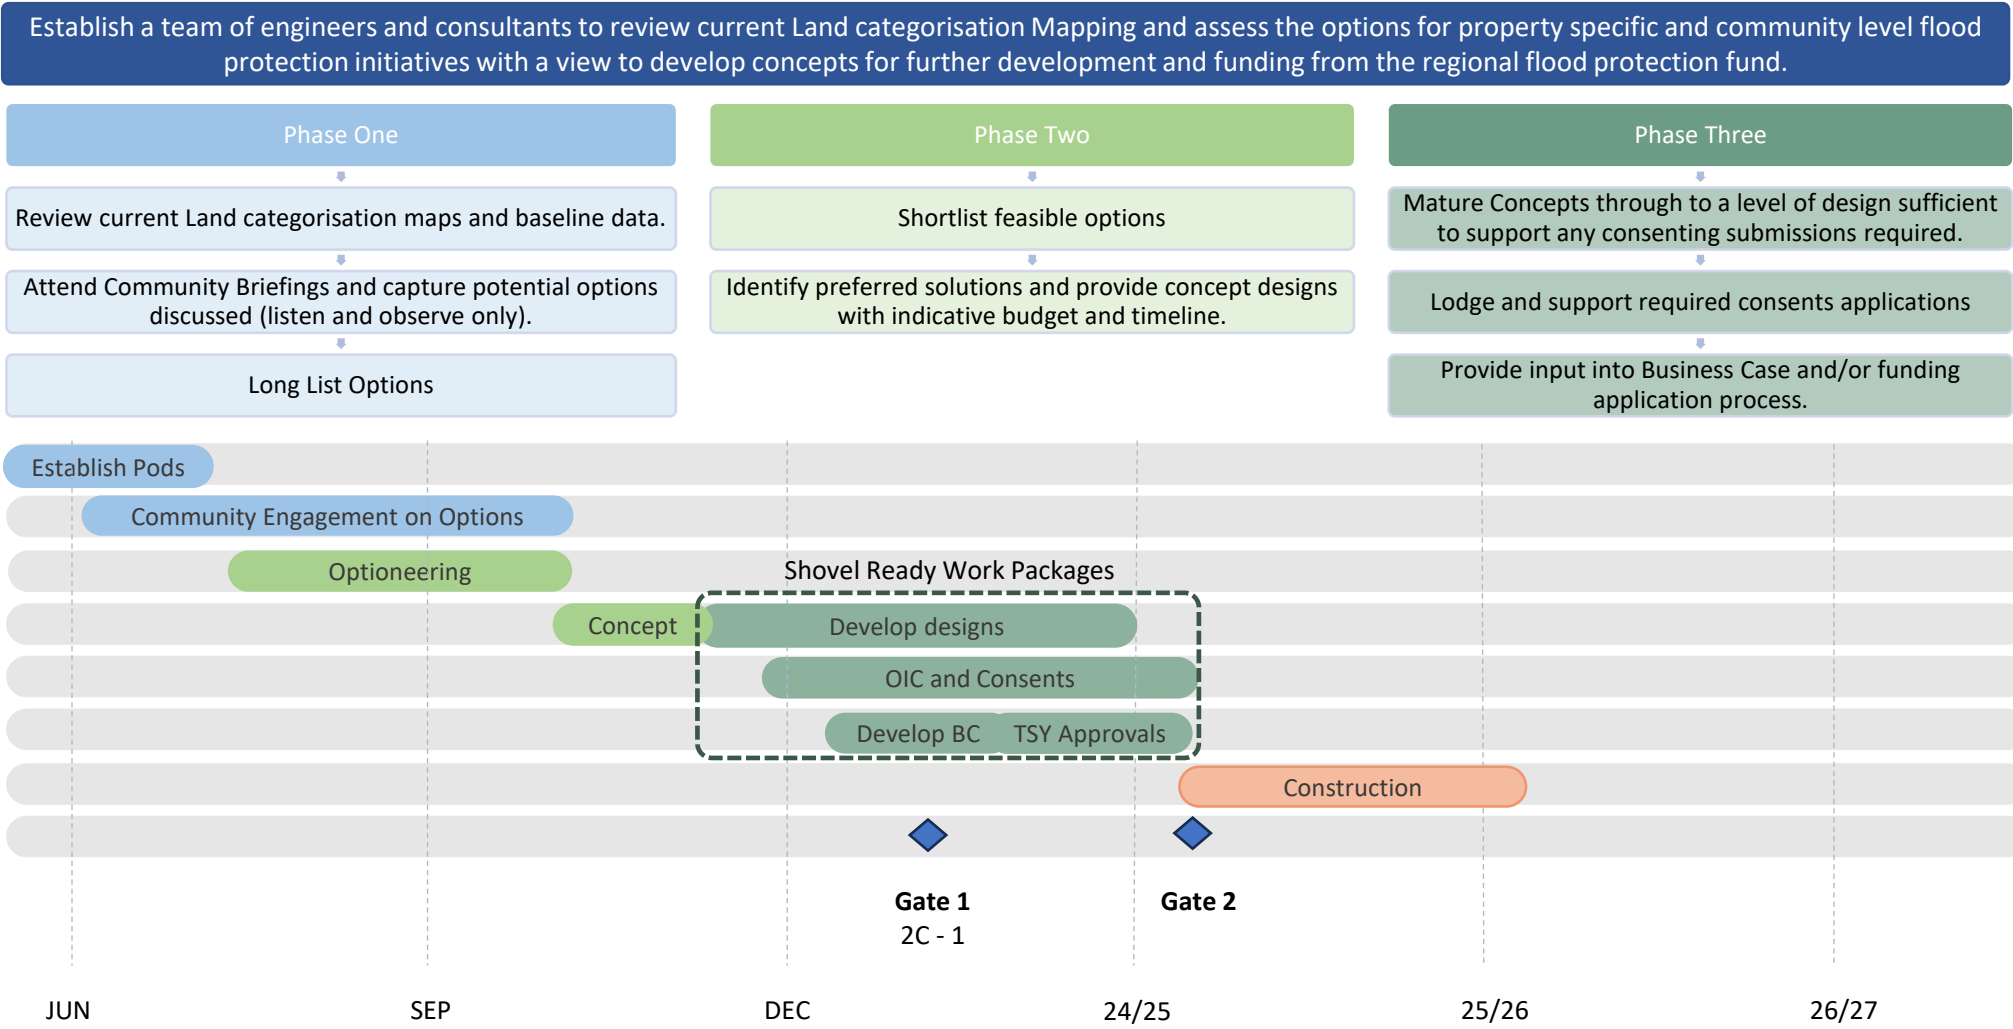 Establish a team of engineers and consultants to review current Land categorisation Mapping and assess the options for property specific and community level flood
protection initiatives with a view to develop concepts for further development and funding from the regional flood protection fund.
Phase One
Review current Land categorisation maps and baseline data.
Attend Community Briefings and capture potential options
discussed (listen and observe only).
Long List Options
Phase Two
Shortlist feasible options
Identify preferred solutions and provide concept designs
with indicative budget and timeline.
Phase Three
Mature Concepts through to a level of design sufficient
to support any consenting submissions required.
Lodge and support required consents applications
Provide input into Business Case and/or funding
application process.
Establish Pods
Community Engagement on Options
Optioneering
Shovel Ready Work Packages
Concept
Develop designs
OIC and Consents
Develop BC
TSY Approvals
Construction
Gate 1
2C - 1
Gate 2
JUN
SEP
DEC
24/25
25/26
26/27